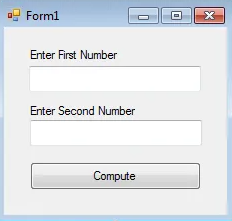 Form1
Enter First Number
Enter Second Number
Compute